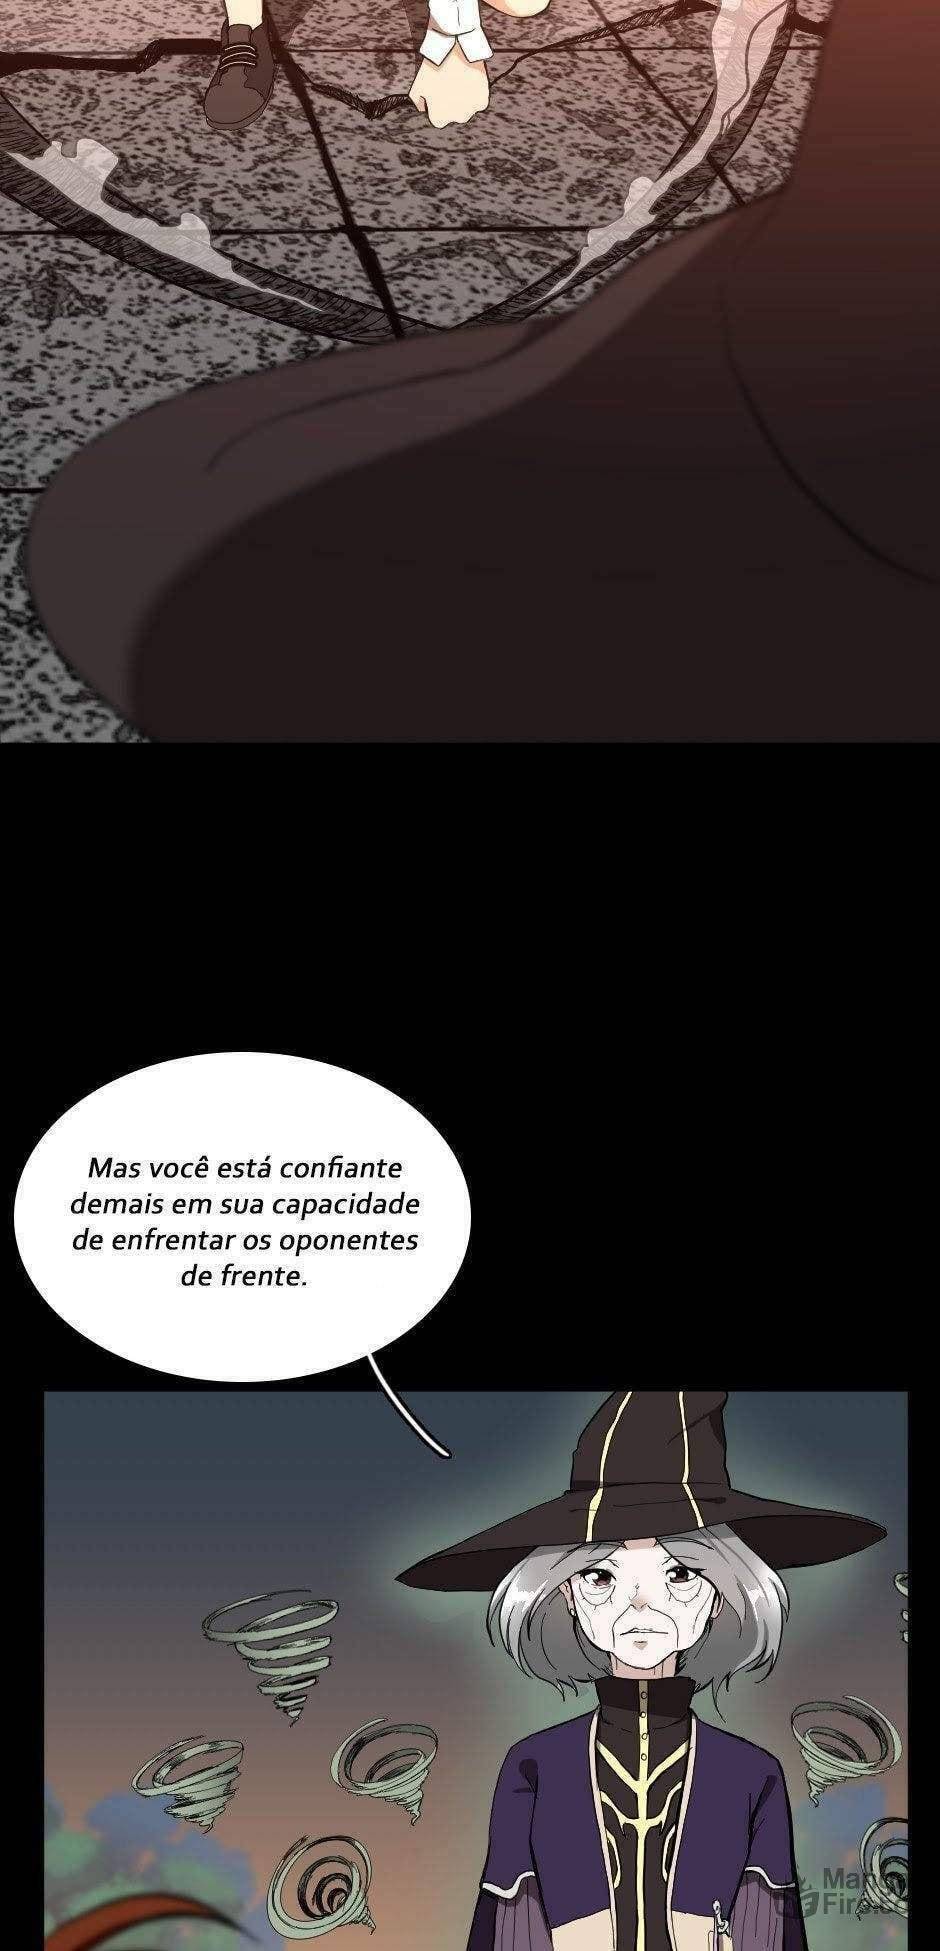 Mas você está confiante
demais em sua capacidade
de enfrentar os oponentes
de frente.